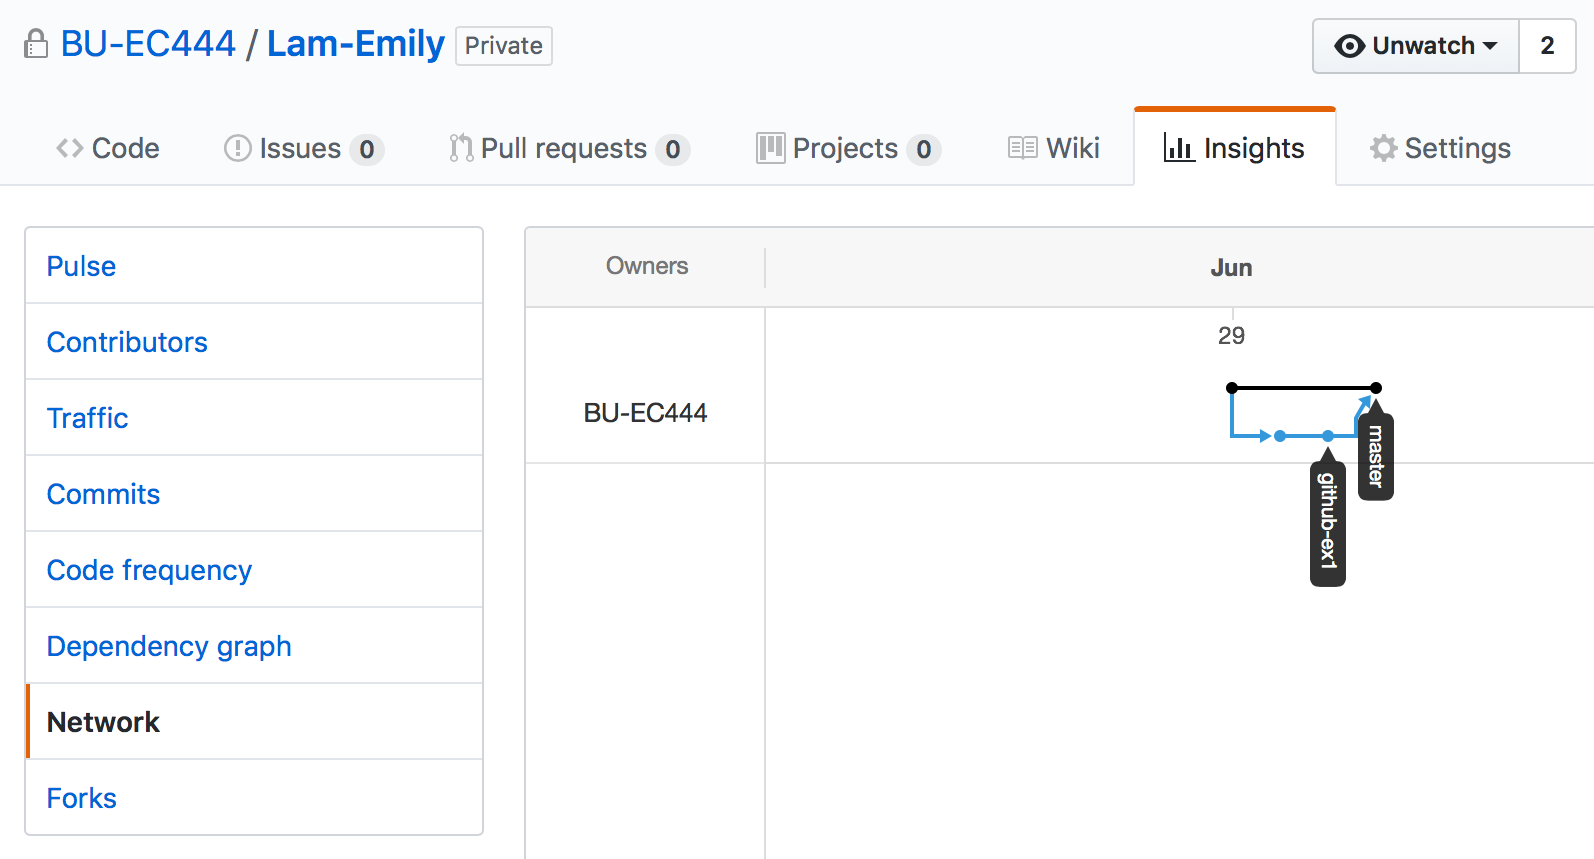 BU-EC444 / Lam-Emily Private
Unwatch 2
Code
Issues 0
Pull requests 0
Projects 0
Wiki
Insights
Settings
Pulse
Contributors
Traffic
Commits
Code frequency
Dependency graph
Network
Forks
Owners
Jun
29
BU-EC444
master
github-ex1